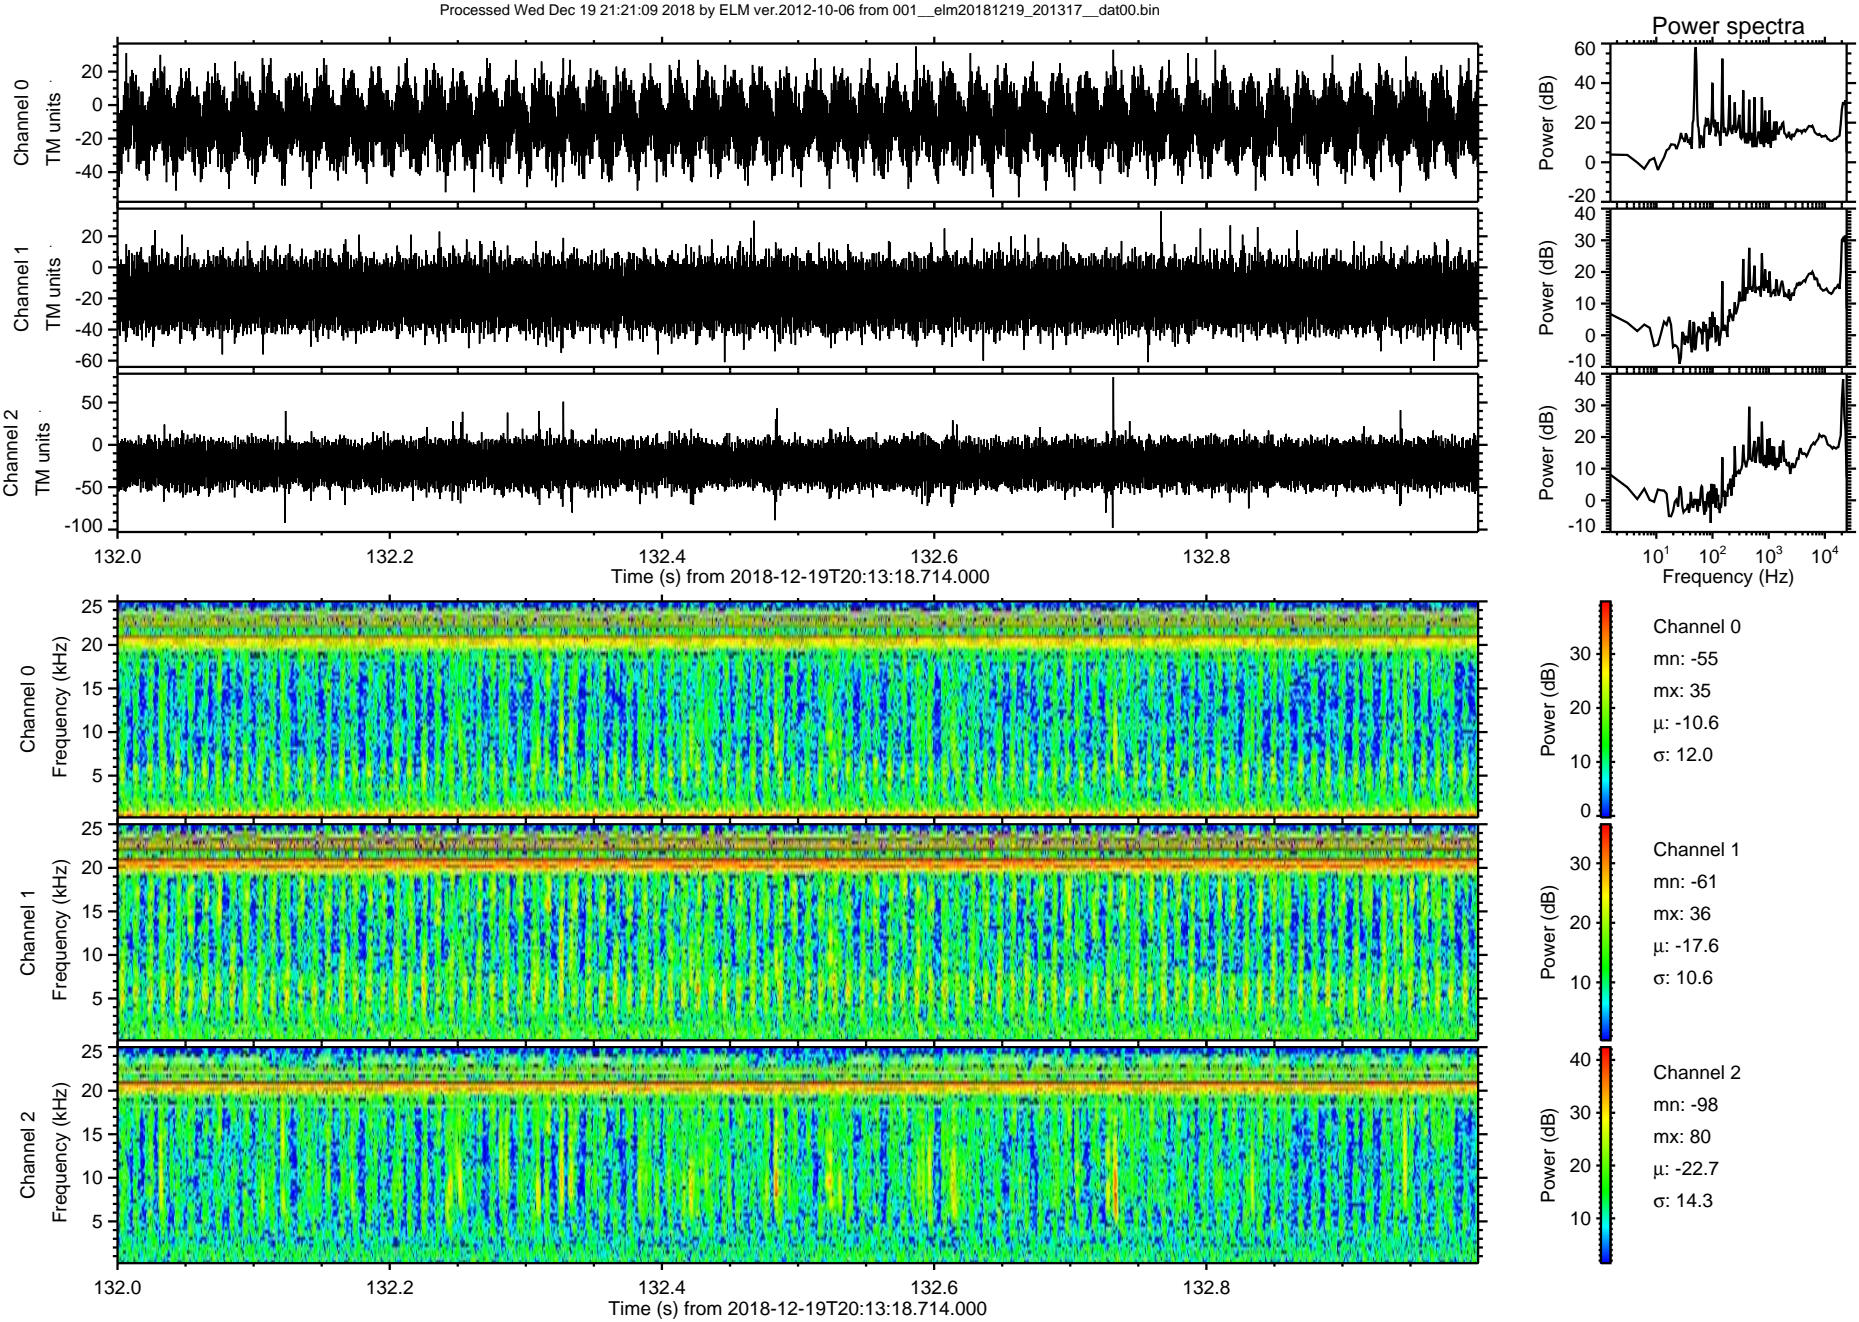 Processed Wed Dec 19 21:21:09 2018 by ELM ver.2012-10-06 from 001__elm20181219_201317__dat00.bin
Power spectra
Channel 0
TM units
20
0
-20
-40
Power (dB)
60
40
20
0
-20
Channel 1
TM units
20
0
-20
-40
-60
Power (dB)
40
30
20
10
0
-10
Channel 2
TM units
50
0
-50
-100
Power (dB)
40
30
20
10
0
-10
132.0 132.2 132.4 132.6 132.8
Time (s) from 2018-12-19T20:13:18.714.000
10¹ 10² 10³ 10⁴
Frequency (Hz)
Channel 0
Frequency (kHz)
25
20
15
10
5
Power (dB)
30
20
10
0
Channel 0
mn: -55
mx: 35
μ: -10.6
σ: 12.0
Channel 1
Frequency (kHz)
25
20
15
10
5
Power (dB)
30
20
10
Channel 1
mn: -61
mx: 36
μ: -17.6
σ: 10.6
Channel 2
Frequency (kHz)
25
20
15
10
5
Power (dB)
40
30
20
10
Channel 2
mn: -98
mx: 80
μ: -22.7
σ: 14.3
132.0 132.2 132.4 132.6 132.8
Time (s) from 2018-12-19T20:13:18.714.000